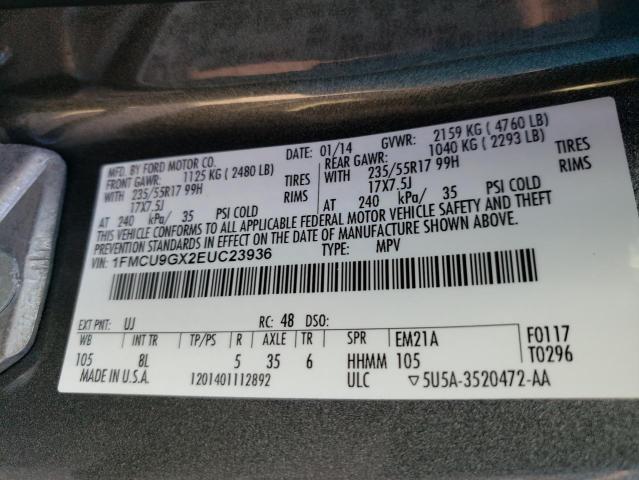 MFD. BY FORD MOTOR CO.
DATE: 01/14 GVWR: 2159 KG ( 4760 LB)
FRONT GAWR: 1125 KG ( 2480 LB) REAR GAWR: 1040 KG ( 2293 LB)
WITH 235/55R17 99H TIRES WITH 235/55R17 99H TIRES
17X7.5J RIMS 17X7.5J RIMS
AT 240 kPa/ 35 PSI COLD AT 240 kPa/ 35 PSI COLD
THIS VEHICLE CONFORMS TO ALL APPLICABLE FEDERAL MOTOR VEHICLE SAFETY AND THEFT
PREVENTION STANDARDS IN EFFECT ON THE DATE OF MANUFACTURE SHOWN ABOVE.
VIN: 1FMCU9GX2EUC23936 TYPE: MPV
EXT PNT: UJ RC: 48 DSO:
WB INT TR TP/PS R AXLE TR SPR EM21A F0117
105 8L 5 35 6 HHMM 105 T0296
MADE IN U.S.A. 1201401112892 ULC 5U5A-3520472-AA